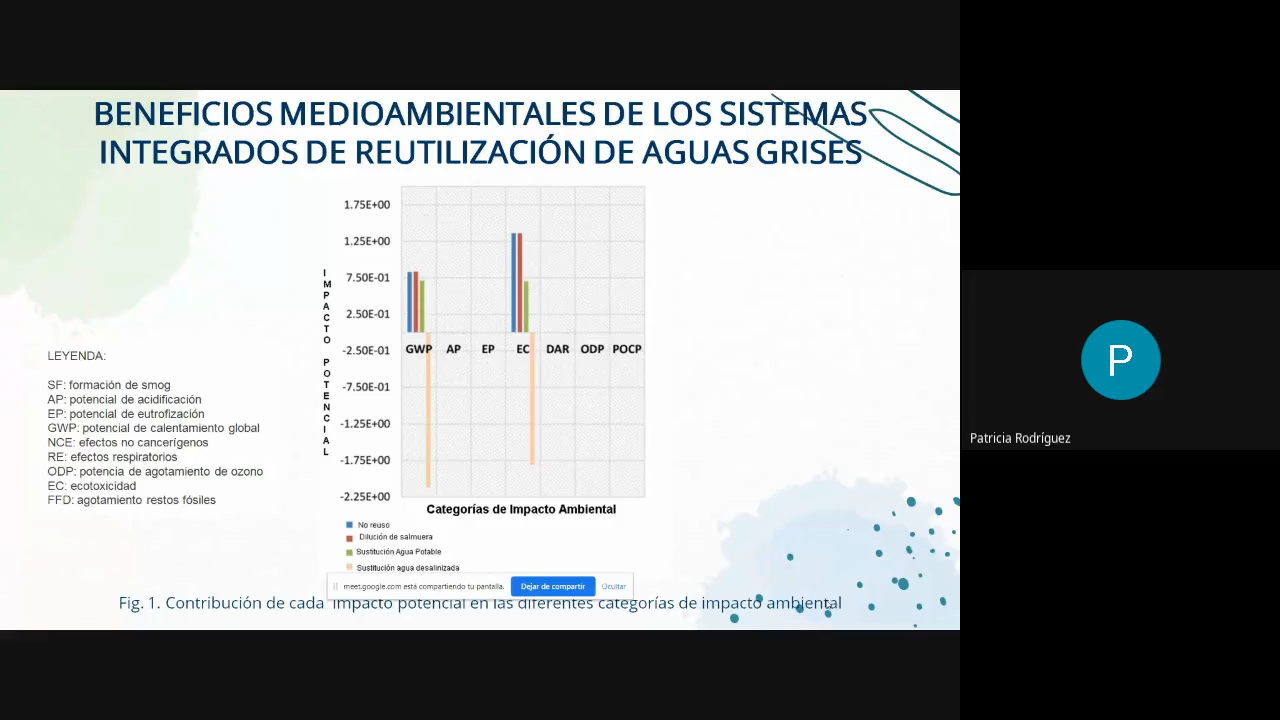 BENEFICIOS MEDIOAMBIENTALES DE LOS SISTEMAS
INTEGRADOS DE REUTILIZACIÓN DE AGUAS GRISES
LEYENDA:
SF: formación de smog
AP: potencial de acidificación
EP: potencial de eutrofización
GWP: potencial de calentamiento global
NCE: efectos no cancerígenos
RE: efectos respiratorios
ODP: potencia de agotamiento de ozono
EC: ecotoxicidad
FFD: agotamiento restos fósiles
IMPACTO POTENCIAL
1.75E+00
1.25E+00
7.50E-01
2.50E-01
-2.50E-01
-7.50E-01
-1.25E+00
-1.75E+00
-2.25E+00
GWP AP EP EC DAR ODP POCP
Categorías de Impacto Ambiental
No reuso
Dilución de salmuera
Sustitución Agua Potable
Sustitución agua desalinizada
meet.google.com está compartiendo tu pantalla. Dejar de compartir Ocultar
Fig. 1. Contribución de cada impacto potencial en las diferentes categorías de impacto ambiental
P
Patricia Rodríguez